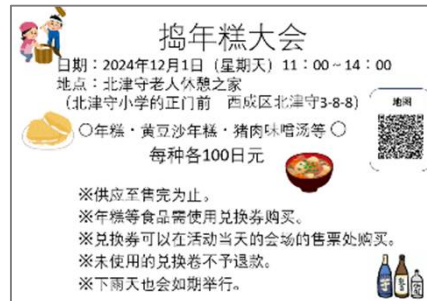 捣年糕大会
日期：2024年12月1日（星期天）11：00～14：00
地点：北津守老人休憩之家
（北津守小学的正门前　西成区北津守3-8-8）
地图
〇年糕・黄豆沙年糕・猪肉味噌汤等〇
每种各100日元
※供应至售完为止。
※年糕等食品需使用兑换券购买。
※兑换券可以在活动当天的会场的售票处购买。
※未使用的兑换卷不予退款。
※下雨天也会如期举行。